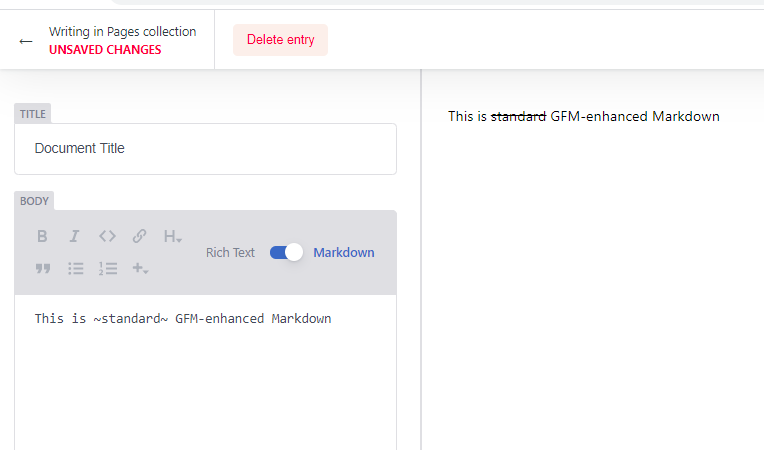 ← Writing in Pages collection
UNSAVED CHANGES
Delete entry
TITLE
Document Title
BODY
B I <> H
Rich Text Markdown
This is ~standard~ GFM-enhanced Markdown
This is standard GFM-enhanced Markdown